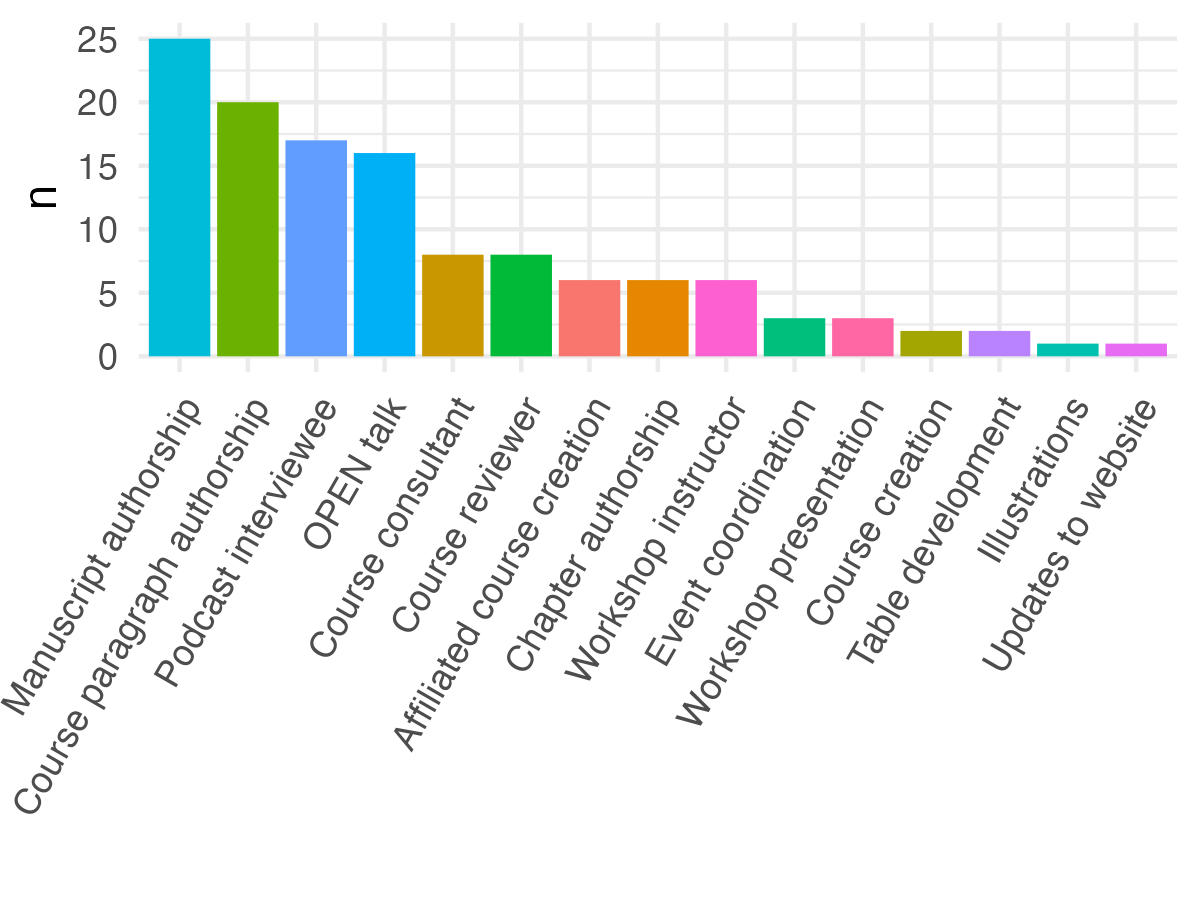 25
20
15
10
5
0
n
Manuscript authorship
Course paragraph authorship
Podcast interviewee
OPEN talk
Course consultant
Course reviewer
Affiliated course creation
Chapter authorship
Workshop instructor
Event coordination
Workshop presentation
Course creation
Table development
Illustrations
Updates to website